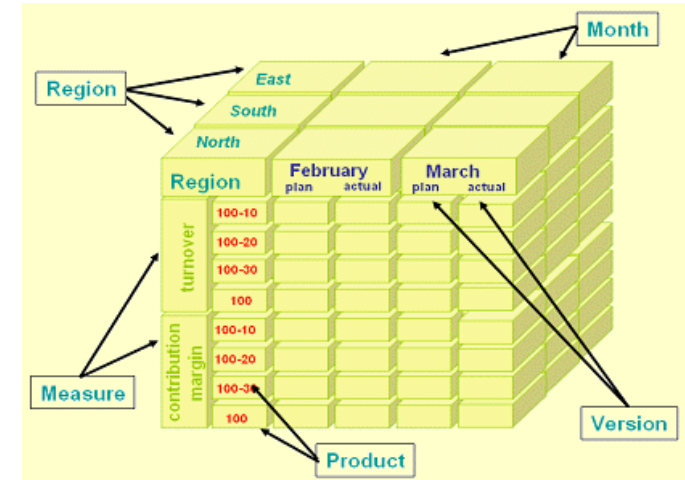 Month
East
Region
South
North
Region
February
March
plan actual
plan actual
turnover
100-10
100-20
100-30
100
contribution
margin
100-10
100-20
100-30
100
Measure
Version
Product